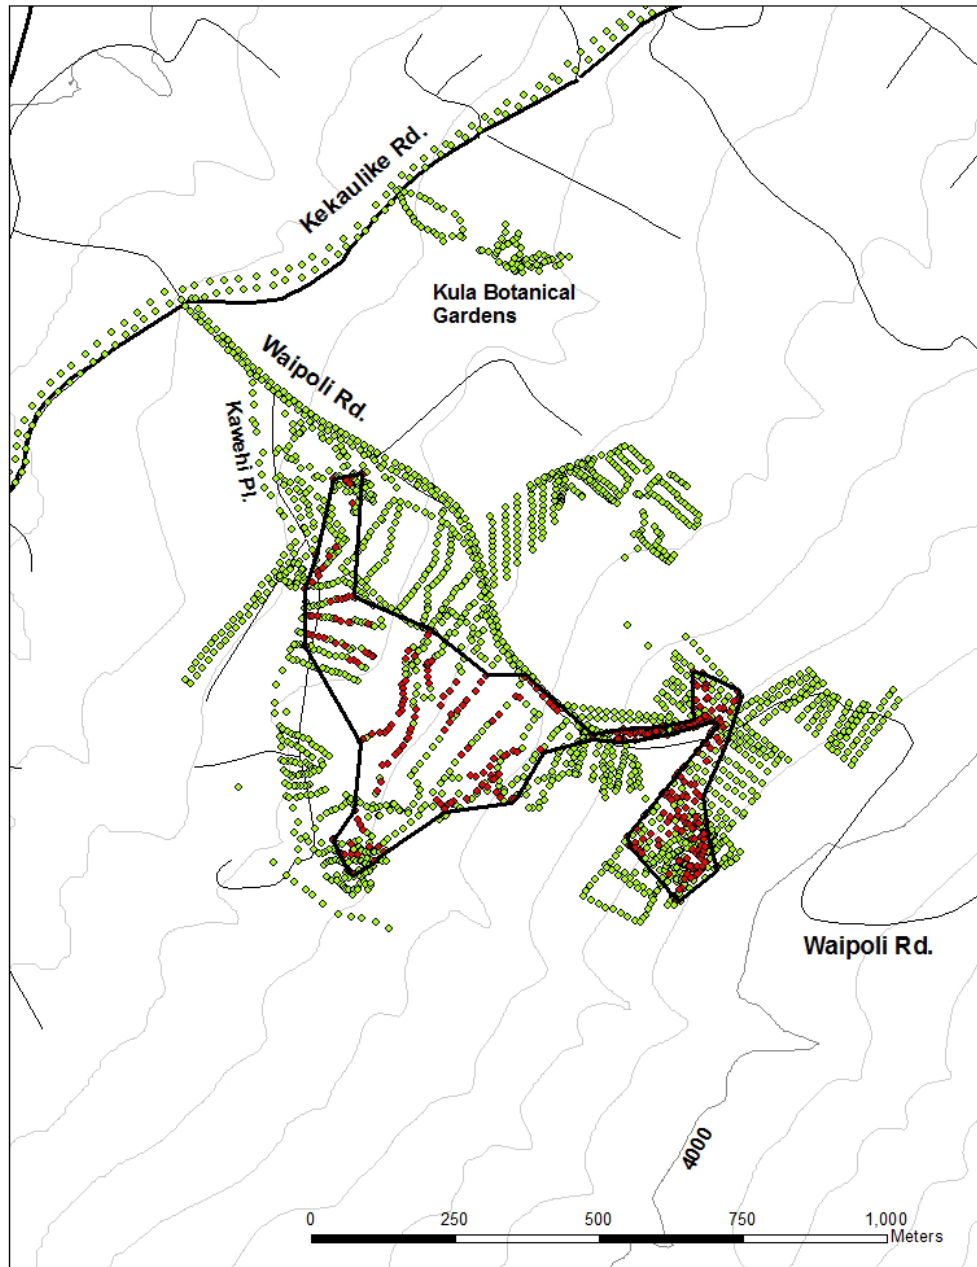 Kekaulike Rd.
Kula Botanical
Gardens
Waipoli Rd.
Kawehi Pl.
Waipoli Rd.
4000
0 250 500 750 1,000
Meters